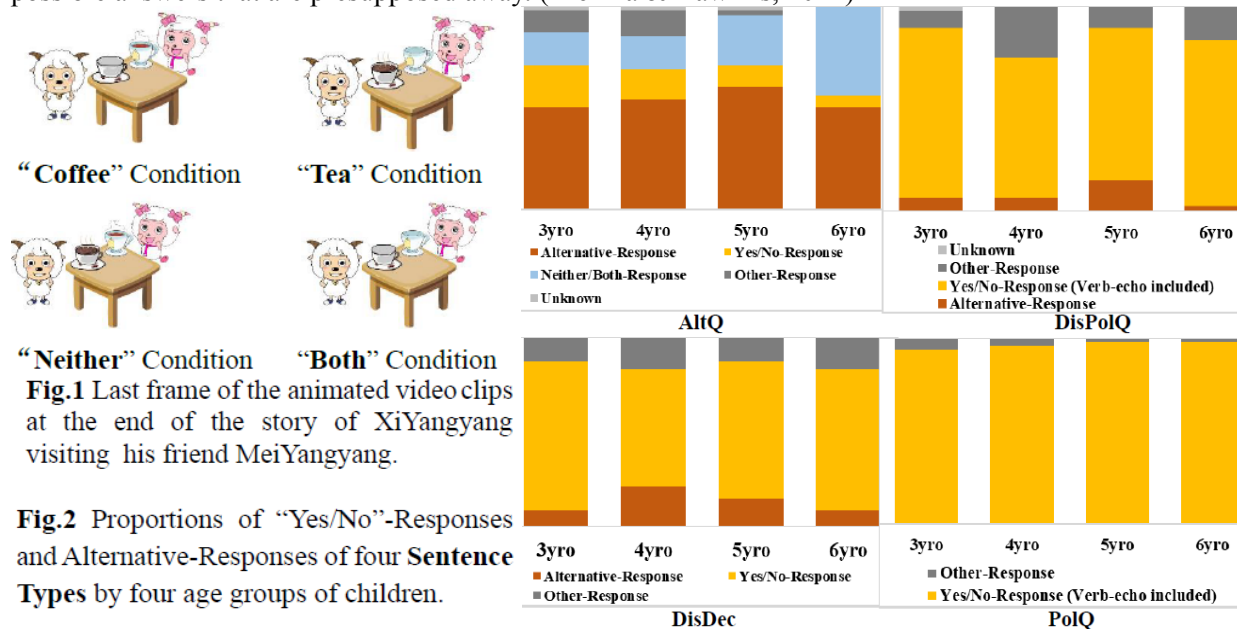 “Coffee” Condition
“Tea” Condition
“Neither” Condition
“Both” Condition
Fig.1 Last frame of the animated video clips
at the end of the story of XiYangyang
visiting his friend MeiYangyang.
Fig.2 Proportions of “Yes/No”-Responses
and Alternative-Responses of four Sentence
Types by four age groups of children.
3yro 4yro 5yro 6yro
Alternative-Response Yes/No-Response
Neither/Both-Response Other-Response
Unknown
AltQ
3yro 4yro 5yro 6yro
Unknown
Other-Response
Yes/No-Response (Verb-echo included)
Alternative-Response
DisPolQ
3yro 4yro 5yro 6yro
Alternative-Response Yes/No-Response
Other-Response
DisDec
3yro 4yro 5yro 6yro
Other-Response
Yes/No-Response (Verb-echo included)
PolQ